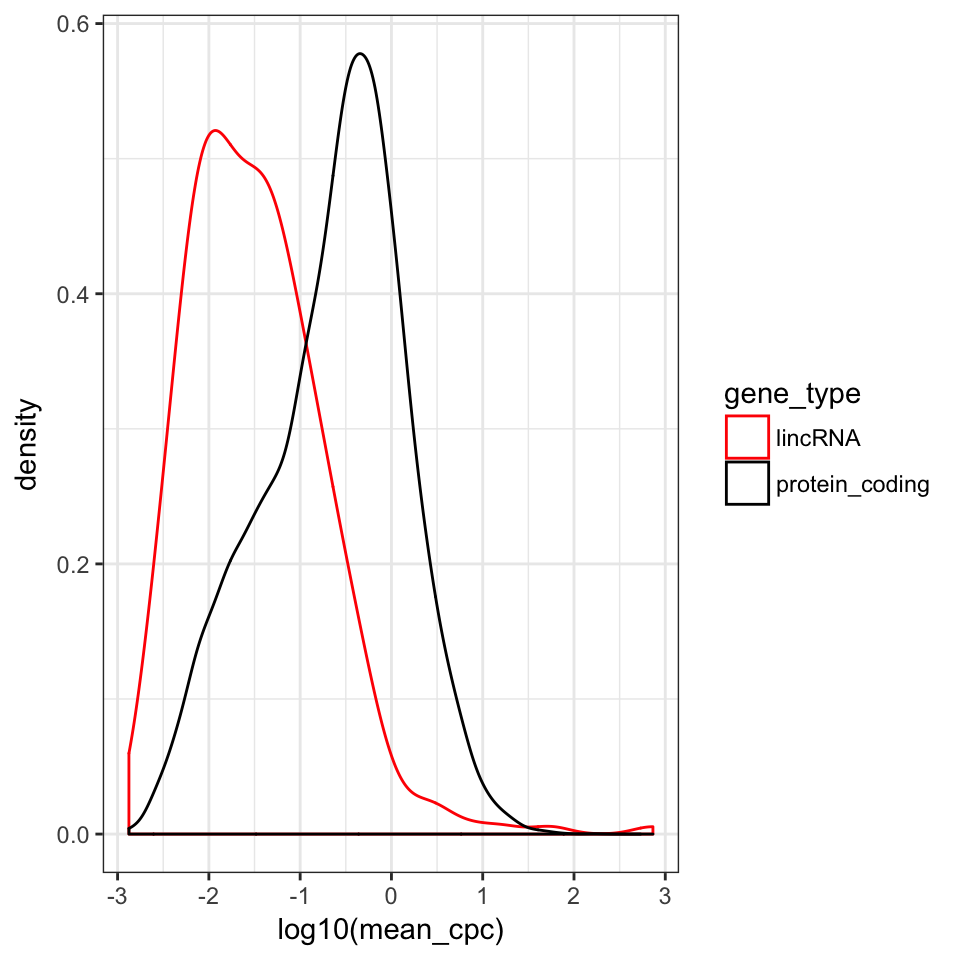 0.6
0.4
0.2
0.0
density
-3 -2 -1 0 1 2 3
log10(mean_cpc)
gene_type
lincRNA
protein_coding